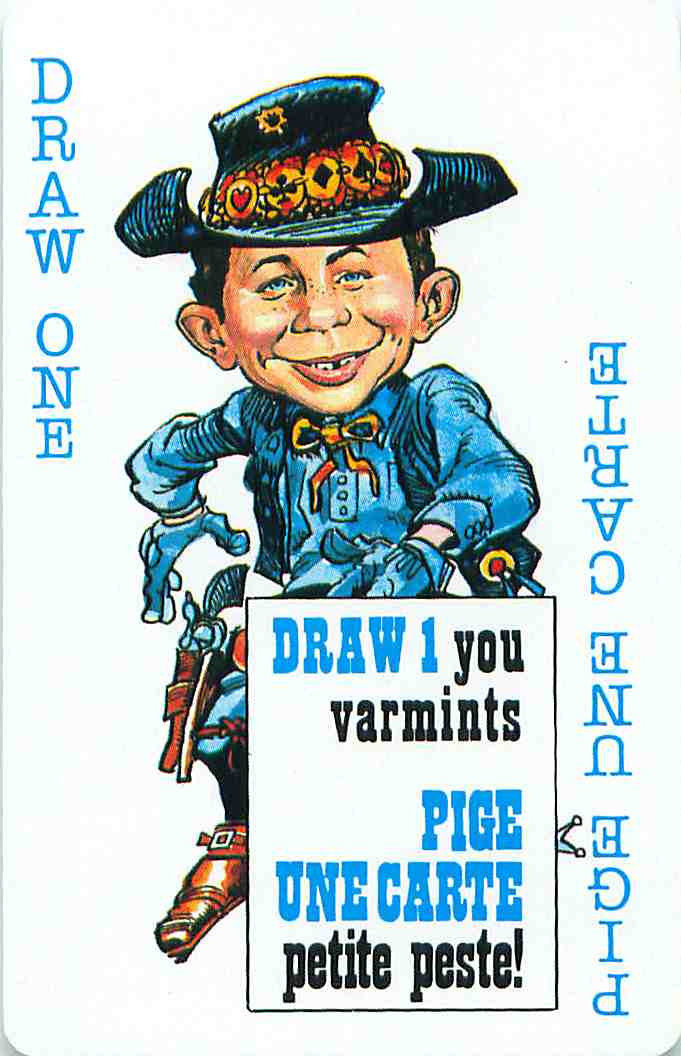 DRAW ONE
DRAW 1 you
varmints
PIGE
UNE CARTE
petite peste!
PIGE UNE CARTE